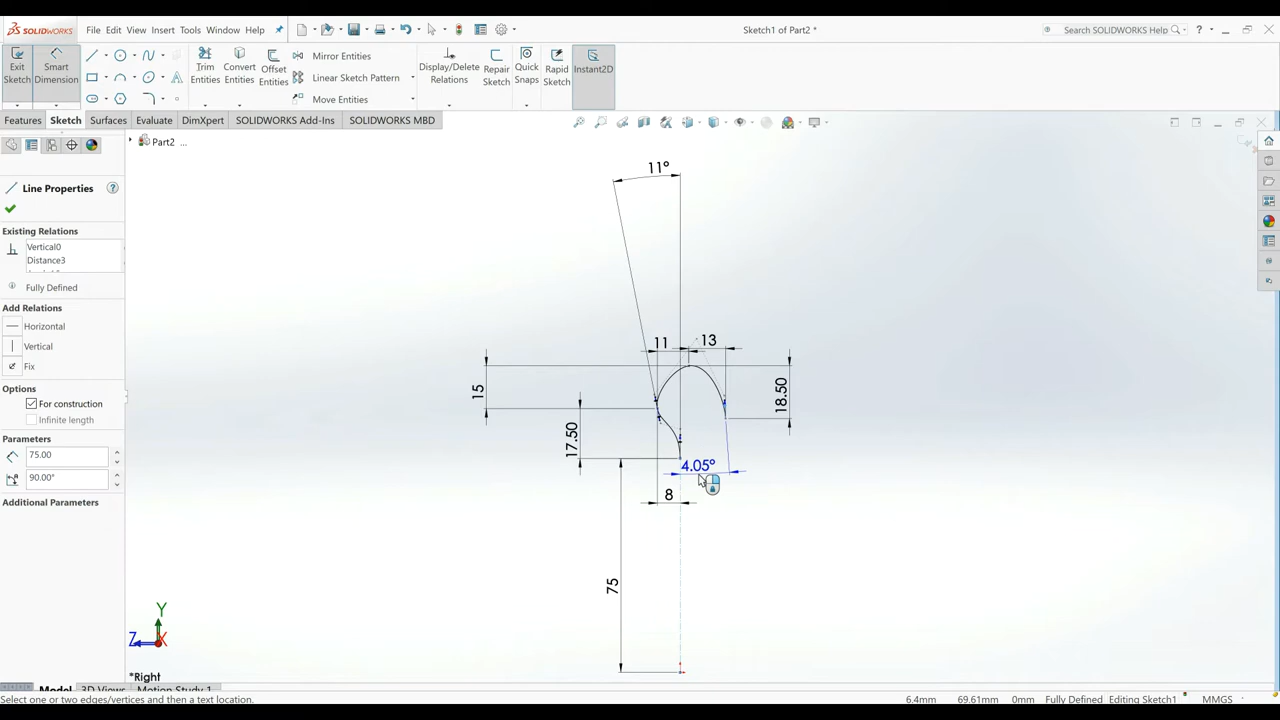 SOLIDWORKS File Edit View Insert Tools Window Help Sketch1 of Part2 * Search SOLIDWORKS Help ?
Exit Sketch
Smart Dimension
Trim Entities
Convert Entities
Offset Entities
Mirror Entities
Linear Sketch Pattern
Move Entities
Display/Delete Relations
Repair Sketch
Quick Snaps
Rapid Sketch
Instant2D
Features Sketch Surfaces Evaluate DimXpert SOLIDWORKS Add-Ins SOLIDWORKS MBD
Part2 ...
Line Properties ?
Existing Relations
Vertical0
Distance3
Fully Defined
Add Relations
Horizontal
Vertical
Fix
Options
For construction
Infinite length
Parameters
75.00
90.00°
Additional Parameters
11°
11 13
15
18.50
17.50
4.05°
8
75
Y
Z X
*Right
Model 3D Views Motion Study 1
Select one or two edges/vertices and then a text location. 6.4mm 69.61mm 0mm Fully Defined Editing Sketch1 MMGS